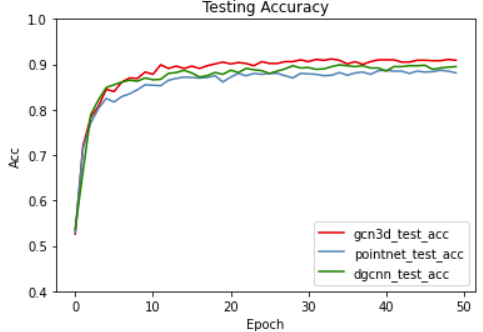 Testing Accuracy
1.0
0.9
0.8
0.7
0.6
0.5
0.4
Acc
0
10
20
30
40
50
Epoch
gcn3d_test_acc
pointnet_test_acc
dgcnn_test_acc